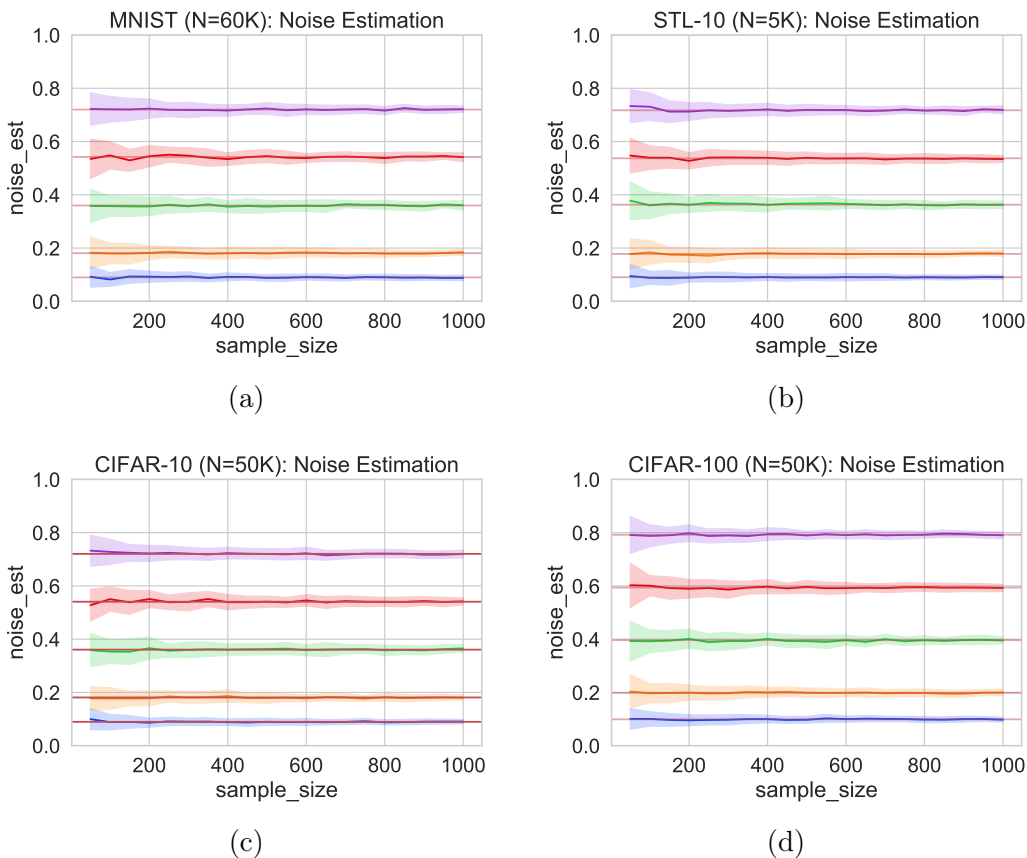 MNIST (N=60K): Noise Estimation
1.0
0.8
0.6
0.4
0.2
0.0
noise_est
200 400 600 800 1000
sample_size
(a)
STL-10 (N=5K): Noise Estimation
1.0
0.8
0.6
0.4
0.2
0.0
noise_est
200 400 600 800 1000
sample_size
(b)
CIFAR-10 (N=50K): Noise Estimation
1.0
0.8
0.6
0.4
0.2
0.0
noise_est
200 400 600 800 1000
sample_size
(c)
CIFAR-100 (N=50K): Noise Estimation
1.0
0.8
0.6
0.4
0.2
0.0
noise_est
200 400 600 800 1000
sample_size
(d)